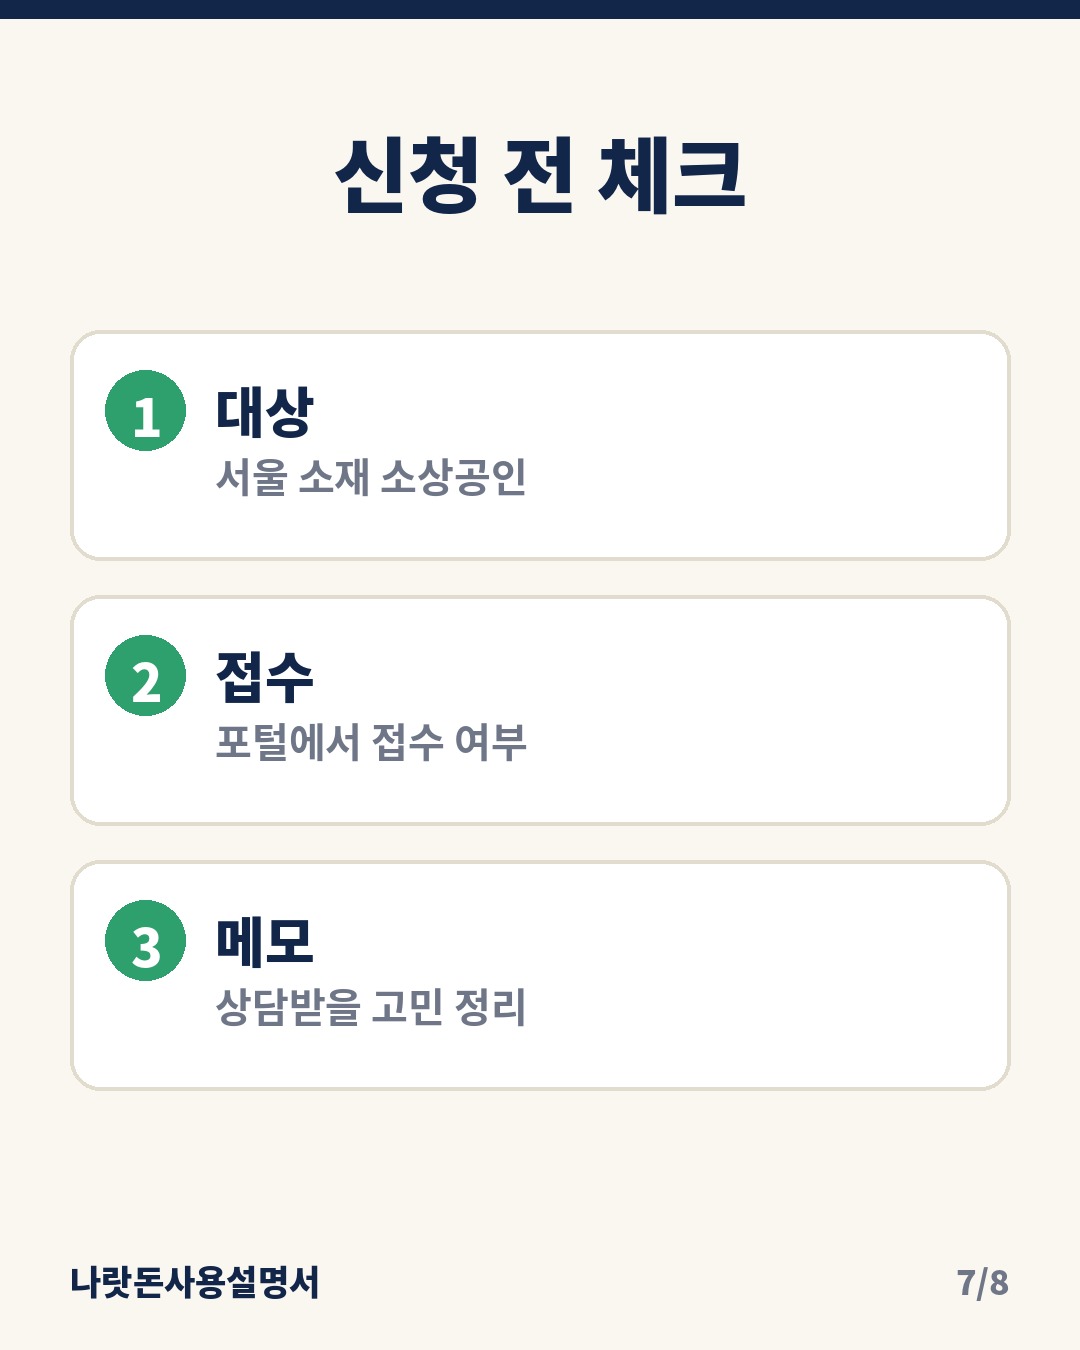 신청 전 체크
1
대상
서울 소재 소상공인
2
접수
포털에서 접수 여부
3
메모
상담받을 고민 정리
나랏돈사용설명서
7/8